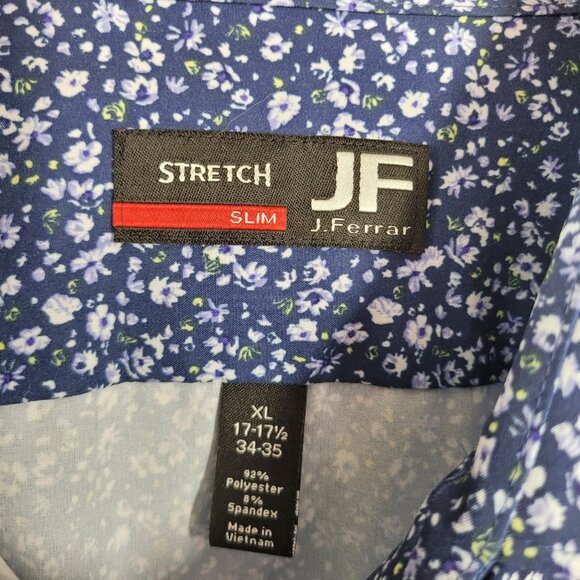 STRETCH
SLIM
JF
J.Ferrar
XL
17-17½
34-35
92%
Polyester
8%
Spandex
Made in
Vietnam